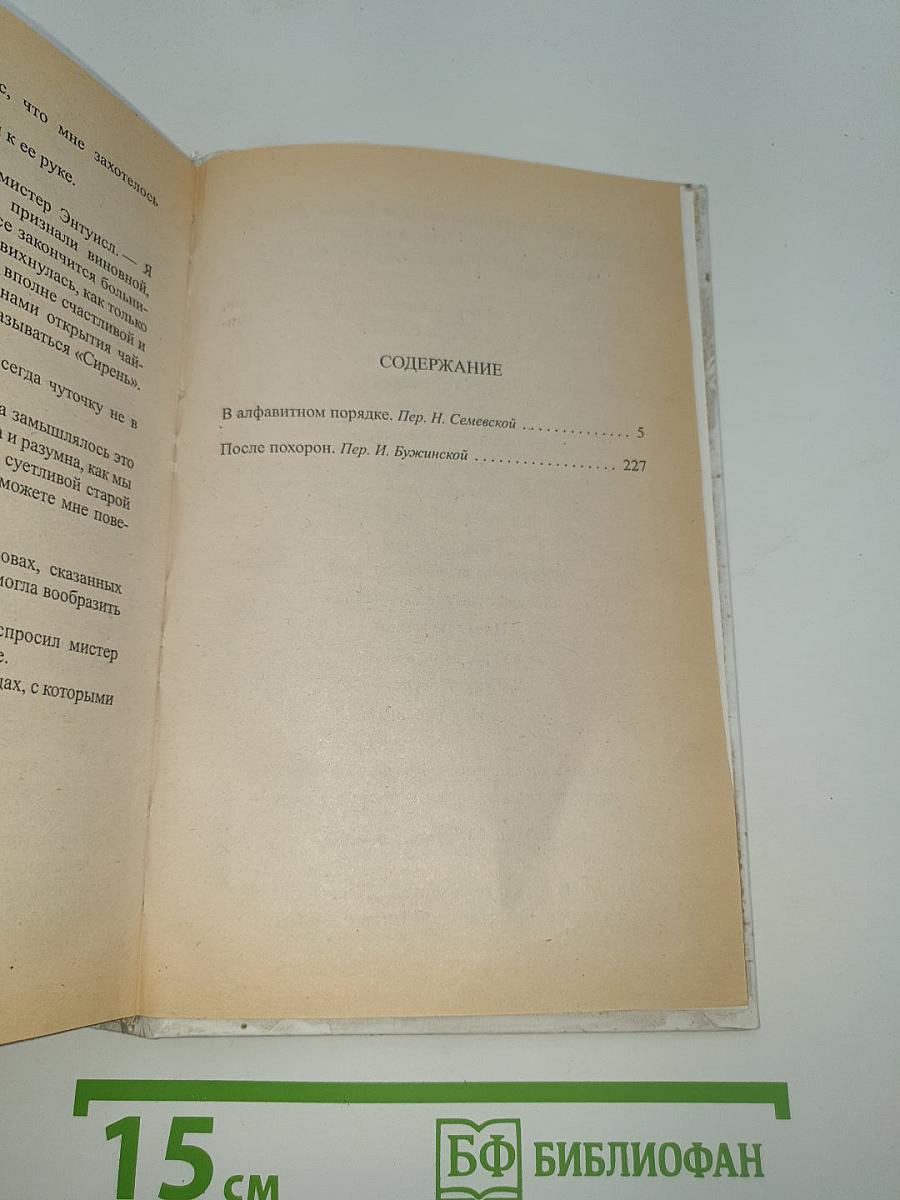 с, что мне захотелось
к ее руке.
мистер Энтуисл. — Я
признали виновной,
се закончится больни-
вихнулась, как только
вполне счастливой и
нами открытия чай-
азываться «Сирень».
сегда чуточку не в
а замышлялось это
и разумна, как мы
суетливой старой
можете мне пове-
овах, сказанных
могла вообразить
спросил мистер
е.
цах, с которыми
СОДЕРЖАНИЕ
В алфавитном порядке. Пер. Н. Семевской . . . . . . . . . . . . . . 5
После похорон. Пер. И. Бужинской . . . . . . . . . . . . . . . . . . 227
15 см
БФ БИБЛИОФАН